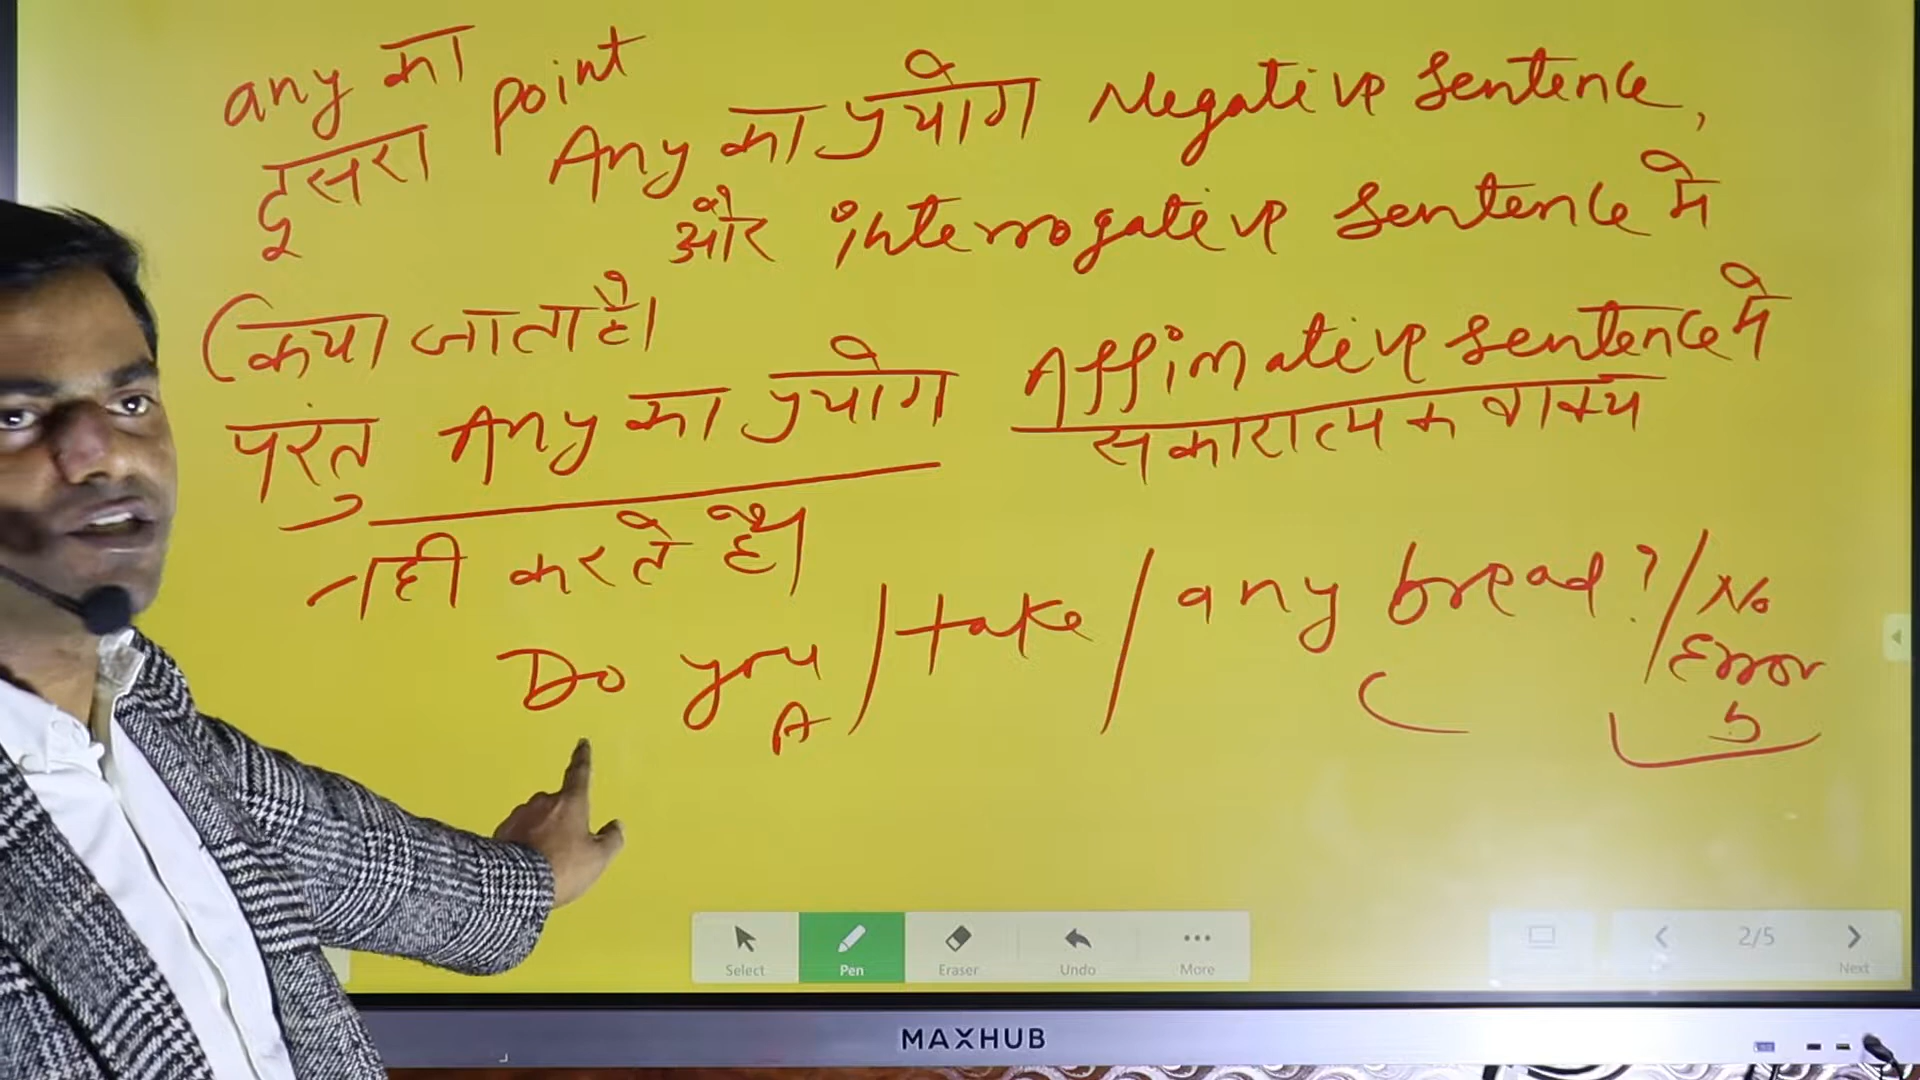 any का point
दूसरा
Any का प्रयोग Negative Sentence,
और interrogative Sentence मे
किया जाता है।
परंतु Any का प्रयोग Affimative Sentence मे
सकारात्मक वाक्य
नही करते है।
Do you / take / any bread? / No
Error
A
C
D
Select
Pen
Eraser
Undo
More
2/5
Next
MAXHUB